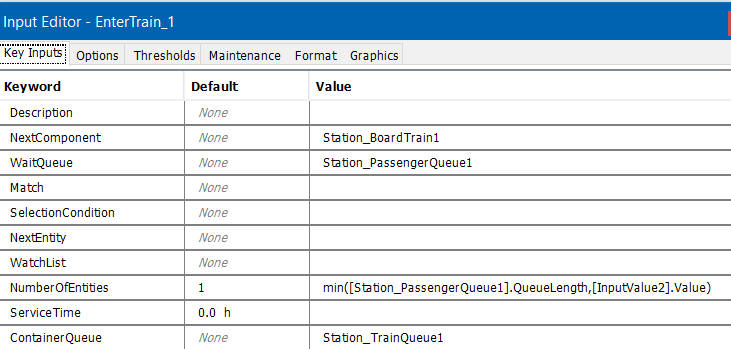 Input Editor - EnterTrain_1
Key Inputs Options Thresholds Maintenance Format Graphics
Keyword Default Value
Description None
NextComponent None Station_BoardTrain1
WaitQueue None Station_PassengerQueue1
Match None
SelectionCondition None
NextEntity None
WatchList None
NumberOfEntities 1 min([Station_PassengerQueue1].QueueLength,[InputValue2].Value)
ServiceTime 0.0 h
ContainerQueue None Station_TrainQueue1